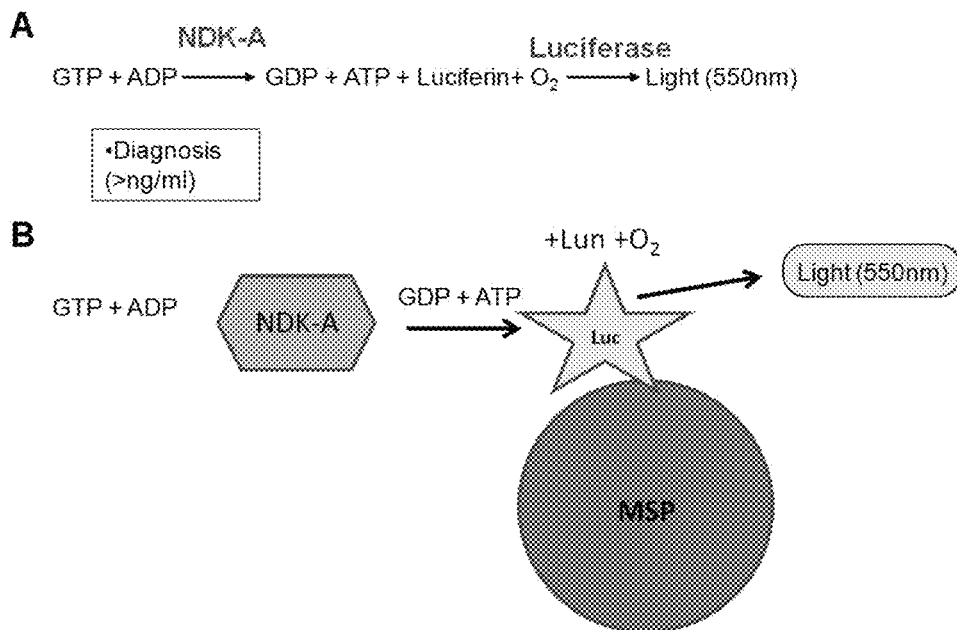 A
NDK-A
Luciferase
GTP + ADP → GDP + ATP + Luciferin+ O₂ → Light (550nm)
•Diagnosis
(>ng/ml)
B
+Lun +O₂
Light (550nm)
GTP + ADP
NDK-A
GDP + ATP
Luc
MSP